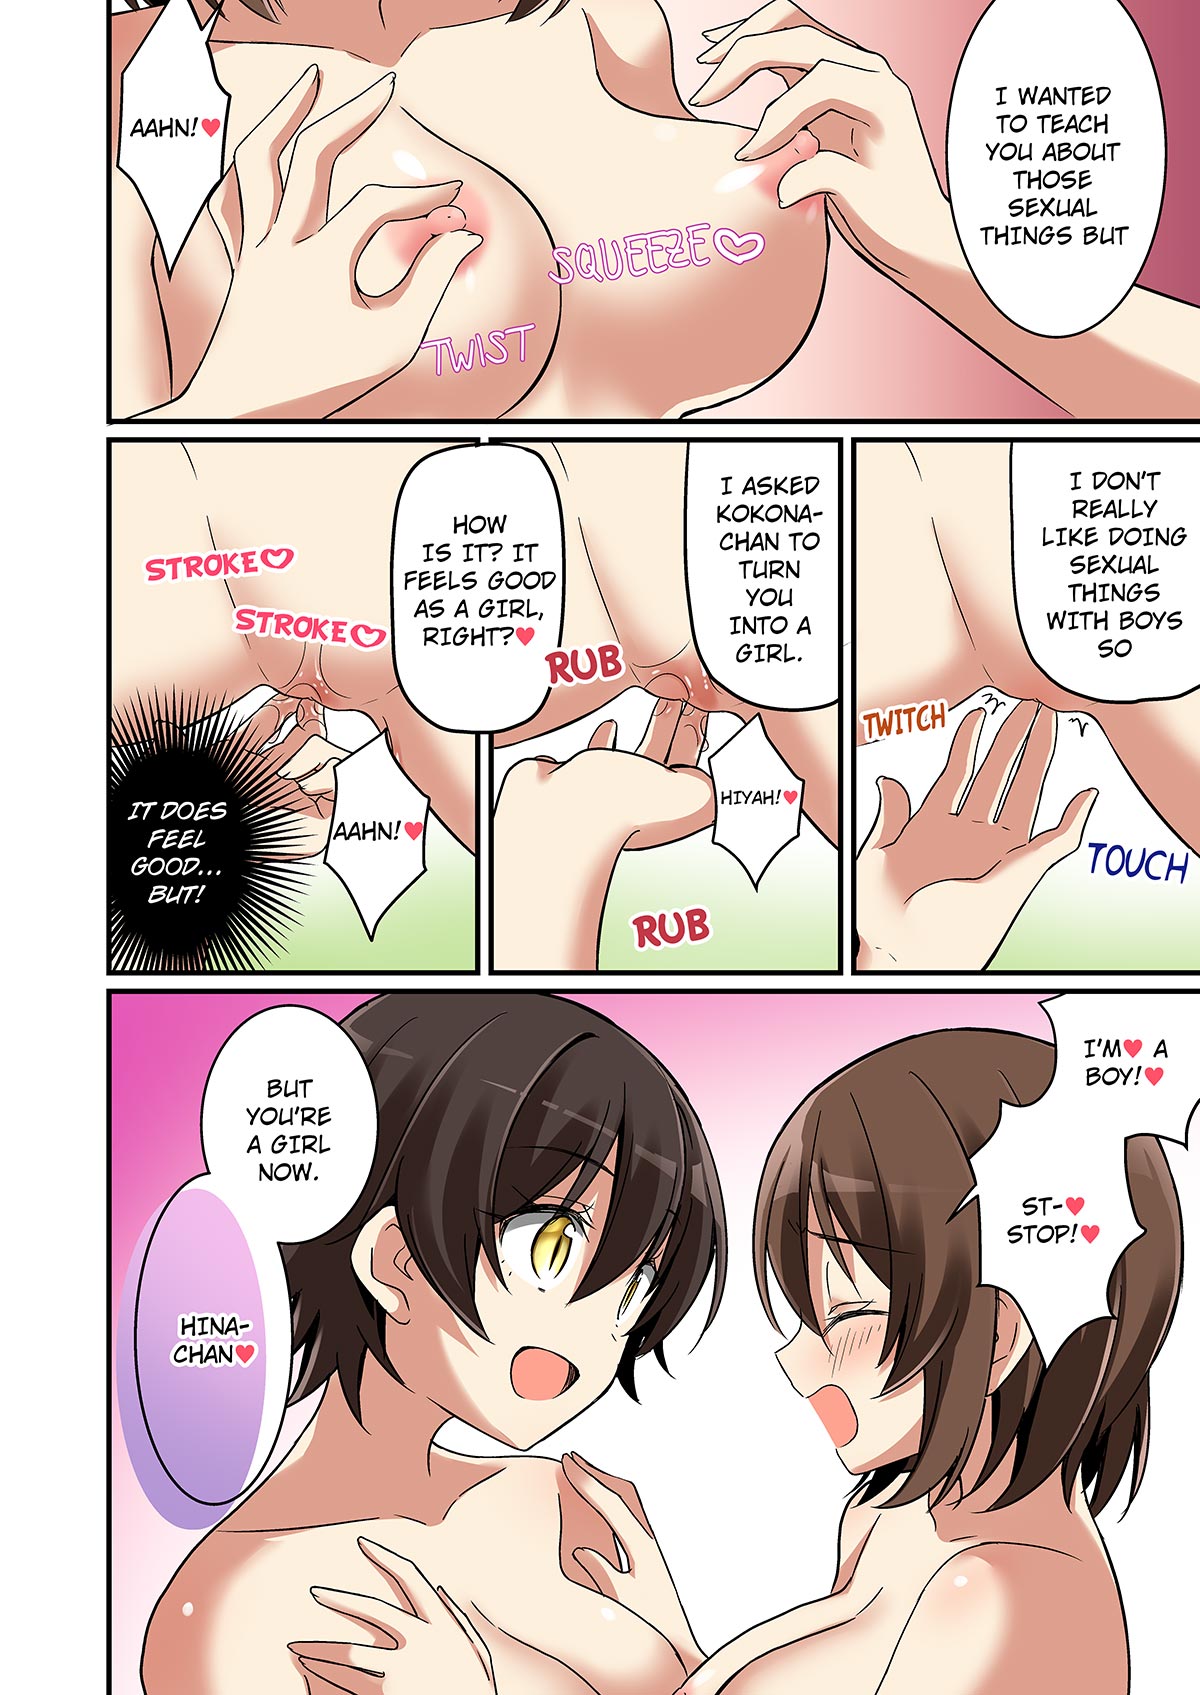 I WANTED
TO TEACH
YOU ABOUT
THOSE
SEXUAL
THINGS BUT
SQUEEZE♡
TWIST
AAHN!♥
I DON'T
REALLY
LIKE DOING
SEXUAL
THINGS
WITH BOYS
SO
TWITCH
TOUCH
I ASKED
KOKONA-
CHAN TO
TURN
YOU
INTO A
GIRL.
RUB
HIYAH!♥
RUB
HOW
IS IT? IT
FEELS GOOD
AS A GIRL,
RIGHT?♥
STROKE♡
STROKE♡
AAHN!♥
IT DOES
FEEL
GOOD...
BUT!
I'M♥ A
BOY!♥
ST-♥
STOP!♥
BUT
YOU'RE
A GIRL
NOW.
HINA-
CHAN♥